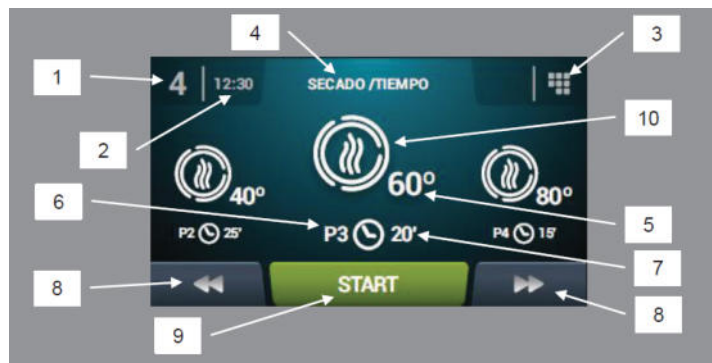 4
3
1
4 12:30 SECADO /TIEMPO
2
10
60º
40º
80º
6
5
P2 25' P3 20' P4 15'
7
8
START
8
9